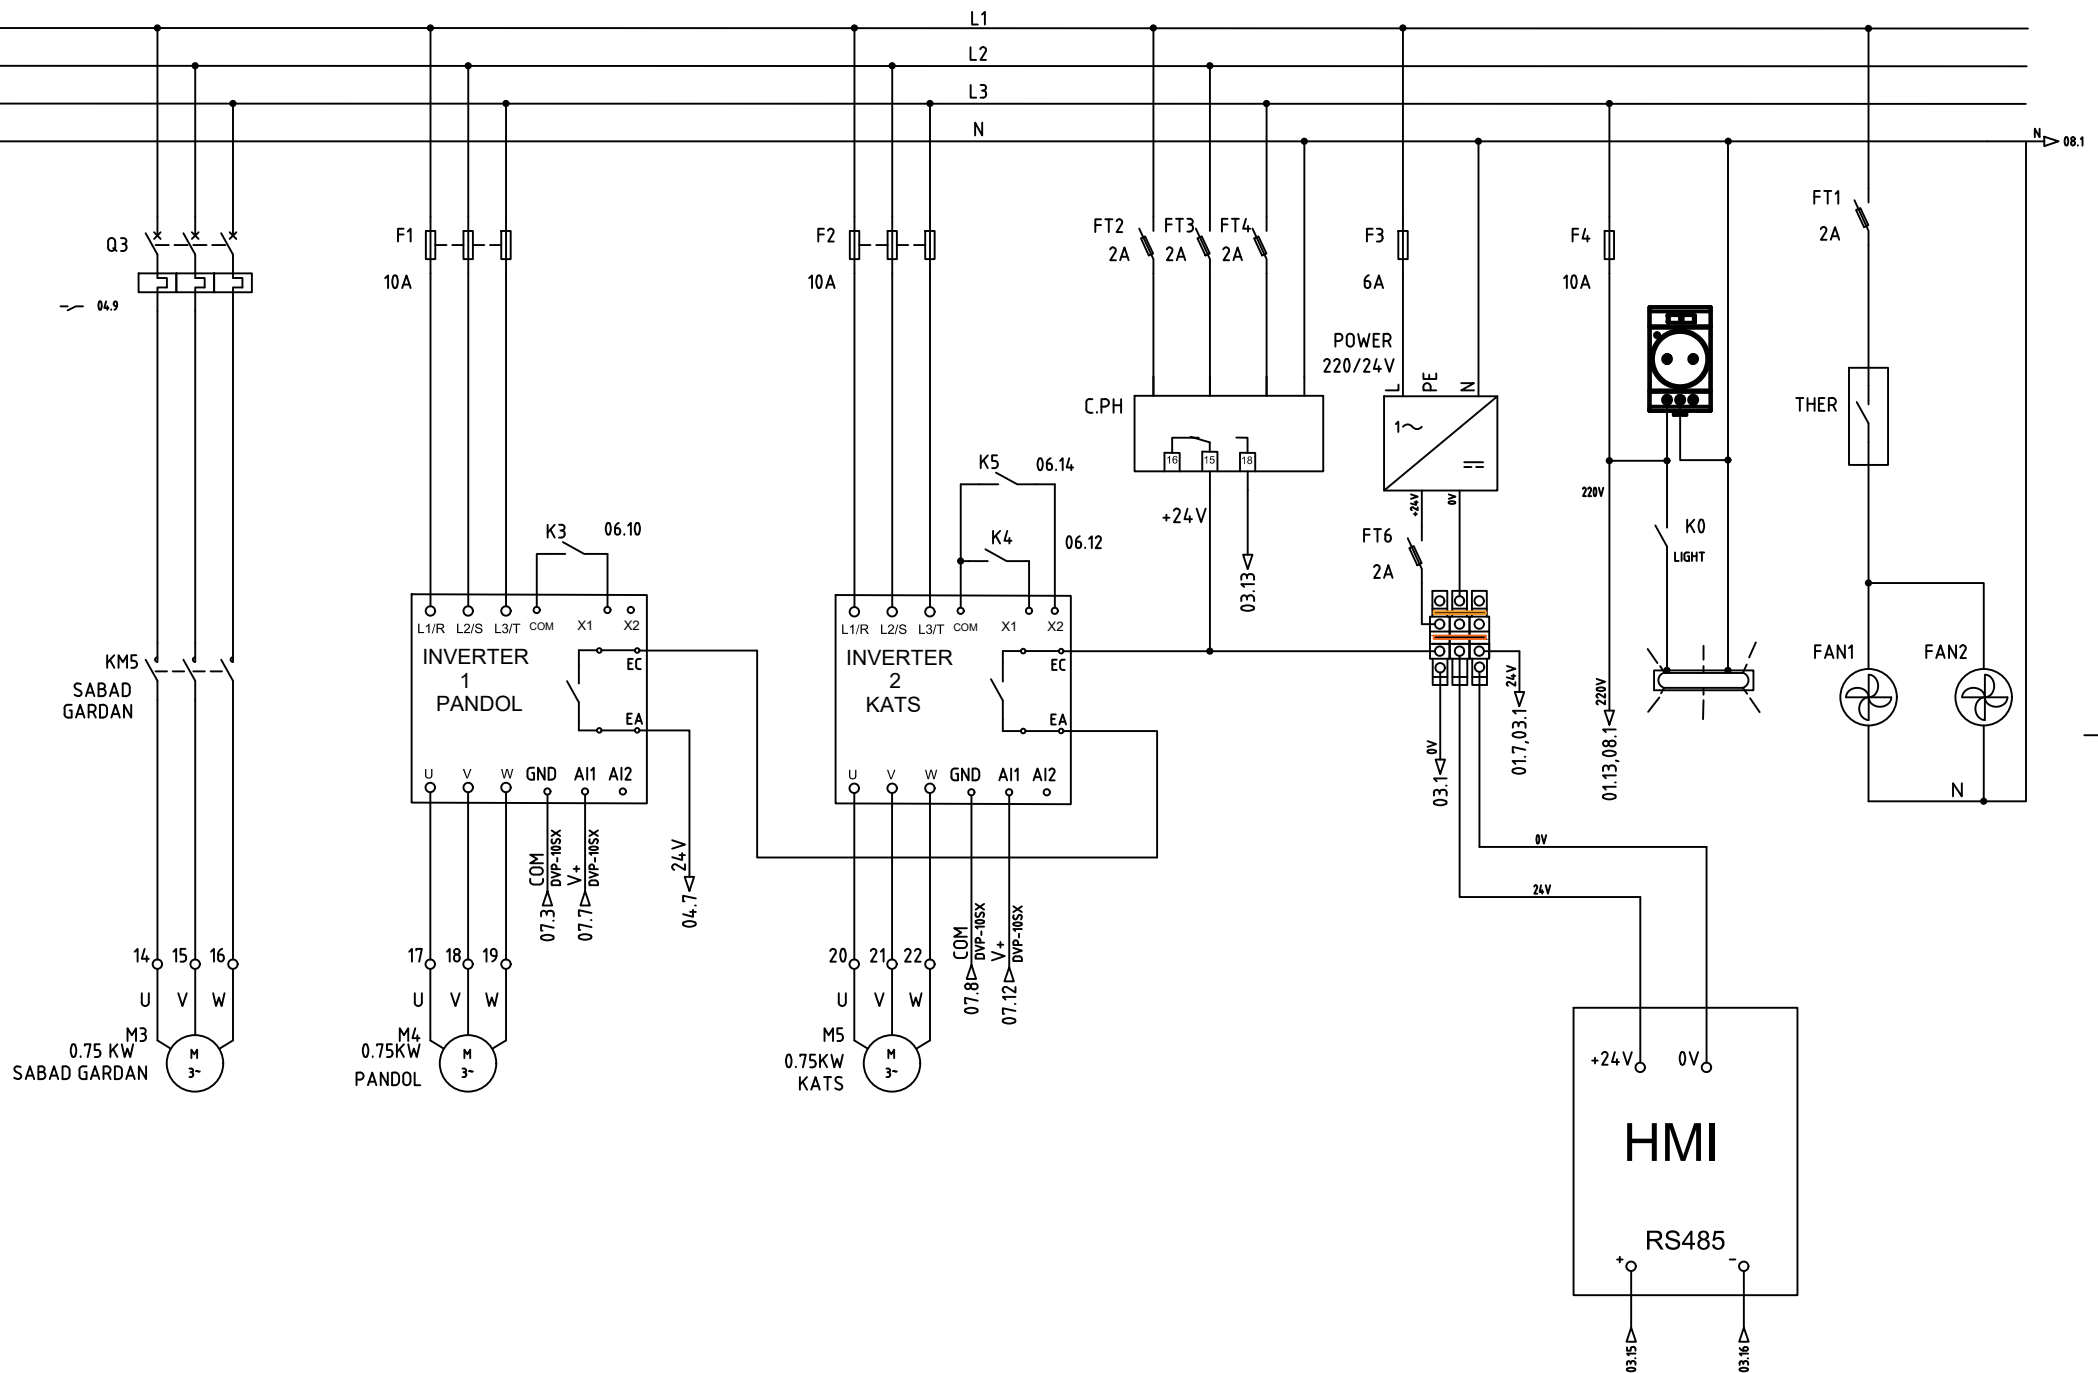 L1
L2
L3
N
N 08.1
Q3
04.9
F1
10A
F2
10A
FT2
2A
FT3
2A
FT4
2A
F3
6A
F4
10A
FT1
2A
POWER
220/24V
L PE N
1~
C.PH
16 15 18
+24V
03.13
+24V 0V
FT6
2A
220V
K0
LIGHT
THER
K3 06.10
K5 06.14
K4 06.12
KM5
SABAD
GARDAN
L1/R L2/S L3/T COM X1 X2
INVERTER
1
PANDOL
EC
EA
U V W GND AI1 AI2
L1/R L2/S L3/T COM X1 X2
INVERTER
2
KATS
EC
EA
U V W GND AI1 AI2
0V
03.1
24V
01.7,03.1
220V
01.13,08.1
FAN1
FAN2
N
COM
DVP-10SX
07.3
V+
DVP-10SX
07.7
24V
04.7
COM
DVP-10SX
07.8
V+
DVP-10SX
07.12
0V
24V
14 15 16
U V W
M3
0.75 KW
SABAD GARDAN
M
3~
17 18 19
U V W
M4
0.75KW
PANDOL
M
3~
20 21 22
U V W
M5
0.75KW
KATS
M
3~
+24V 0V
HMI
RS485
+ -
03.15
03.16